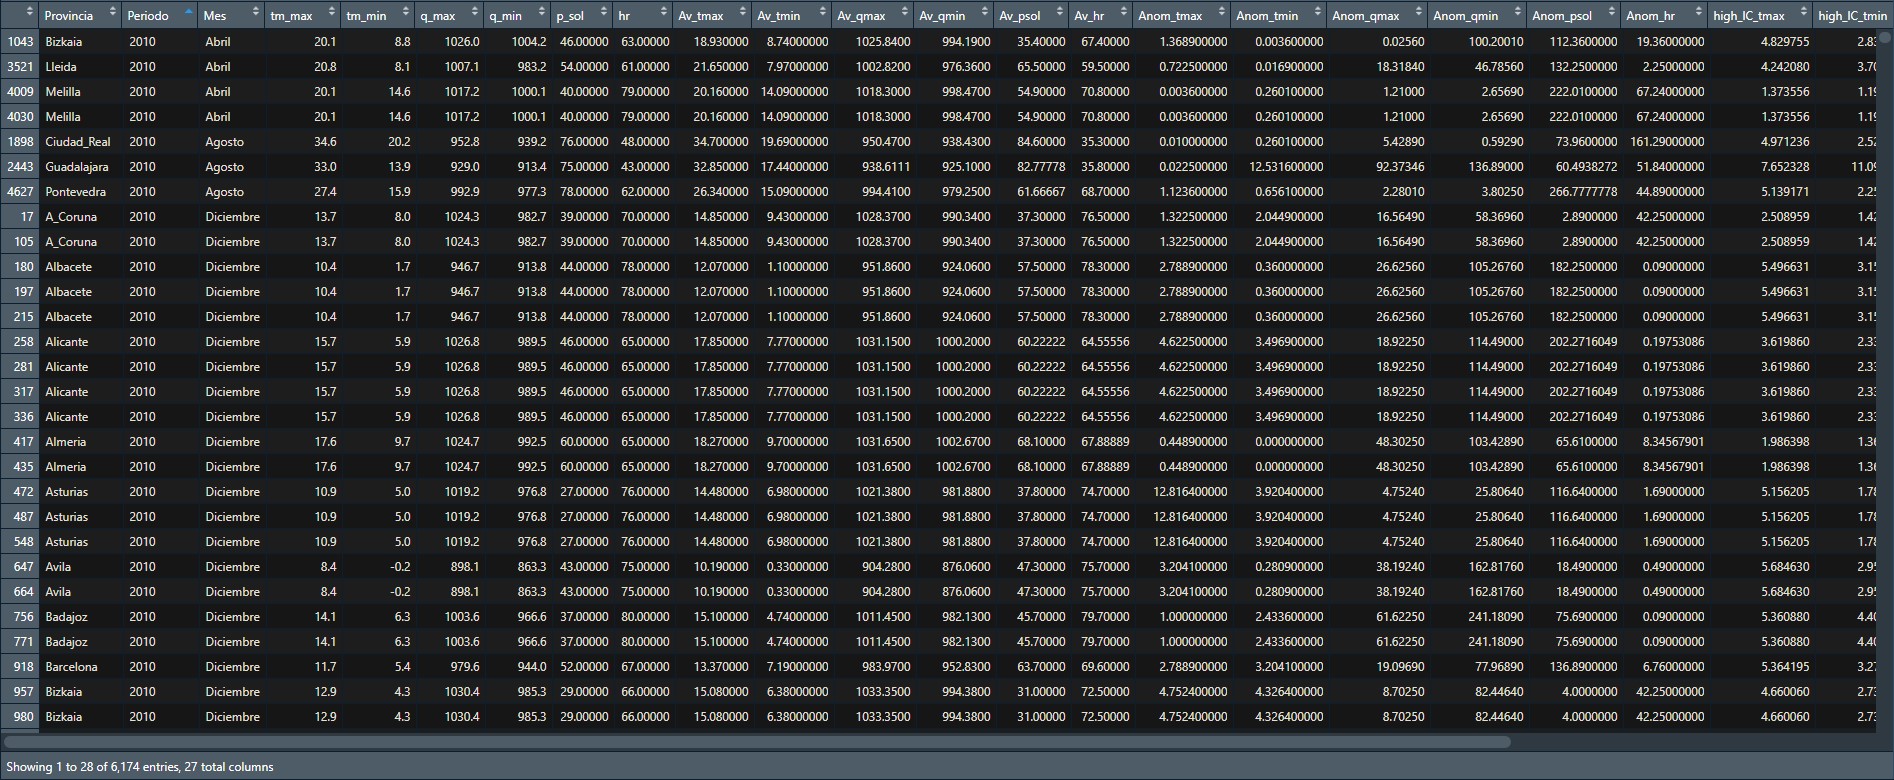 Provincia Periodo Mes tm_max tm_min q_max q_min p_sol hr Av_tmax Av_tmin Av_qmax Av_qmin Av_psol Av_hr Anom_tmax Anom_tmin Anom_qmax Anom_qmin Anom_psol Anom_hr high_IC_tmax high_IC_tmin
1043 Bizkaia 2010 Abril 20.1 8.8 1026.0 1004.2 46.00000 63.00000 18.930000 8.74000000 1025.8400 994.1900 35.40000 67.40000 1.368900000 0.003600000 0.02560 100.20010 112.3600000 19.36000000 4.829755 2.83
3521 Lleida 2010 Abril 20.8 8.1 1007.1 983.2 54.00000 61.00000 21.650000 7.97000000 1002.8200 976.3600 65.50000 59.50000 0.722500000 0.016900000 18.31840 46.78560 132.2500000 2.25000000 4.242080 3.70
4009 Melilla 2010 Abril 20.1 14.6 1017.2 1000.1 40.00000 79.00000 20.160000 14.09000000 1018.3000 998.4700 54.90000 70.80000 0.003600000 0.260100000 1.21000 2.65690 222.0100000 67.24000000 1.373556 1.19
4030 Melilla 2010 Abril 20.1 14.6 1017.2 1000.1 40.00000 79.00000 20.160000 14.09000000 1018.3000 998.4700 54.90000 70.80000 0.003600000 0.260100000 1.21000 2.65690 222.0100000 67.24000000 1.373556 1.19
1898 Ciudad_Real 2010 Agosto 34.6 20.2 952.8 939.2 76.00000 48.00000 34.700000 19.69000000 950.4700 938.4300 84.60000 35.30000 0.010000000 0.260100000 5.42890 0.59290 73.9600000 161.29000000 4.971236 2.52
2443 Guadalajara 2010 Agosto 33.0 13.9 929.0 913.4 75.00000 43.00000 32.850000 17.44000000 938.6111 925.1000 82.77778 35.80000 0.022500000 12.531600000 92.37346 136.89000 60.4938272 51.84000000 7.652328 11.09
4627 Pontevedra 2010 Agosto 27.4 15.9 992.9 977.3 78.00000 62.00000 26.340000 15.09000000 994.4100 979.2500 61.66667 68.70000 1.123600000 0.656100000 2.28010 3.80250 266.7777778 44.89000000 5.139171 2.25
17 A_Coruna 2010 Diciembre 13.7 8.0 1024.3 982.7 39.00000 70.00000 14.850000 9.43000000 1028.3700 990.3400 37.30000 76.50000 1.322500000 2.044900000 16.56490 58.36960 2.8900000 42.25000000 2.508959 1.42
105 A_Coruna 2010 Diciembre 13.7 8.0 1024.3 982.7 39.00000 70.00000 14.850000 9.43000000 1028.3700 990.3400 37.30000 76.50000 1.322500000 2.044900000 16.56490 58.36960 2.8900000 42.25000000 2.508959 1.42
180 Albacete 2010 Diciembre 10.4 1.7 946.7 913.8 44.00000 78.00000 12.070000 1.10000000 951.8600 924.0600 57.50000 78.30000 2.788900000 0.360000000 26.62560 105.26760 182.2500000 0.09000000 5.496631 3.15
197 Albacete 2010 Diciembre 10.4 1.7 946.7 913.8 44.00000 78.00000 12.070000 1.10000000 951.8600 924.0600 57.50000 78.30000 2.788900000 0.360000000 26.62560 105.26760 182.2500000 0.09000000 5.496631 3.15
215 Albacete 2010 Diciembre 10.4 1.7 946.7 913.8 44.00000 78.00000 12.070000 1.10000000 951.8600 924.0600 57.50000 78.30000 2.788900000 0.360000000 26.62560 105.26760 182.2500000 0.09000000 5.496631 3.15
258 Alicante 2010 Diciembre 15.7 5.9 1026.8 989.5 46.00000 65.00000 17.850000 7.77000000 1031.1500 1000.2000 60.22222 64.55556 4.622500000 3.496900000 18.92250 114.49000 202.2716049 0.19753086 3.619860 2.33
281 Alicante 2010 Diciembre 15.7 5.9 1026.8 989.5 46.00000 65.00000 17.850000 7.77000000 1031.1500 1000.2000 60.22222 64.55556 4.622500000 3.496900000 18.92250 114.49000 202.2716049 0.19753086 3.619860 2.33
317 Alicante 2010 Diciembre 15.7 5.9 1026.8 989.5 46.00000 65.00000 17.850000 7.77000000 1031.1500 1000.2000 60.22222 64.55556 4.622500000 3.496900000 18.92250 114.49000 202.2716049 0.19753086 3.619860 2.33
336 Alicante 2010 Diciembre 15.7 5.9 1026.8 989.5 46.00000 65.00000 17.850000 7.77000000 1031.1500 1000.2000 60.22222 64.55556 4.622500000 3.496900000 18.92250 114.49000 202.2716049 0.19753086 3.619860 2.33
417 Almeria 2010 Diciembre 17.6 9.7 1024.7 992.5 60.00000 65.00000 18.270000 9.70000000 1031.6500 1002.6700 68.10000 67.88889 0.448900000 0.000000000 48.30250 103.42890 65.6100000 8.34567901 1.986398 1.36
435 Almeria 2010 Diciembre 17.6 9.7 1024.7 992.5 60.00000 65.00000 18.270000 9.70000000 1031.6500 1002.6700 68.10000 67.88889 0.448900000 0.000000000 48.30250 103.42890 65.6100000 8.34567901 1.986398 1.36
472 Asturias 2010 Diciembre 10.9 5.0 1019.2 976.8 27.00000 76.00000 14.480000 6.98000000 1021.3800 981.8800 37.80000 74.70000 12.816400000 3.920400000 4.75240 25.80640 116.6400000 1.69000000 5.156205 1.78
487 Asturias 2010 Diciembre 10.9 5.0 1019.2 976.8 27.00000 76.00000 14.480000 6.98000000 1021.3800 981.8800 37.80000 74.70000 12.816400000 3.920400000 4.75240 25.80640 116.6400000 1.69000000 5.156205 1.78
548 Asturias 2010 Diciembre 10.9 5.0 1019.2 976.8 27.00000 76.00000 14.480000 6.98000000 1021.3800 981.8800 37.80000 74.70000 12.816400000 3.920400000 4.75240 25.80640 116.6400000 1.69000000 5.156205 1.78
647 Avila 2010 Diciembre 8.4 -0.2 898.1 863.3 43.00000 75.00000 10.190000 0.33000000 904.2800 876.0600 47.30000 75.70000 3.204100000 0.280900000 38.19240 162.81760 18.4900000 0.49000000 5.684630 2.95
664 Avila 2010 Diciembre 8.4 -0.2 898.1 863.3 43.00000 75.00000 10.190000 0.33000000 904.2800 876.0600 47.30000 75.70000 3.204100000 0.280900000 38.19240 162.81760 18.4900000 0.49000000 5.684630 2.95
756 Badajoz 2010 Diciembre 14.1 6.3 1003.6 966.6 37.00000 80.00000 15.100000 4.74000000 1011.4500 982.1300 45.70000 79.70000 1.000000000 2.433600000 61.62250 241.18090 75.6900000 0.09000000 5.360880 4.40
771 Badajoz 2010 Diciembre 14.1 6.3 1003.6 966.6 37.00000 80.00000 15.100000 4.74000000 1011.4500 982.1300 45.70000 79.70000 1.000000000 2.433600000 61.62250 241.18090 75.6900000 0.09000000 5.360880 4.40
918 Barcelona 2010 Diciembre 11.7 5.4 979.6 944.0 52.00000 67.00000 13.370000 7.19000000 983.9700 952.8300 63.70000 69.60000 2.788900000 3.204100000 19.09690 77.96890 136.8900000 6.76000000 5.364195 3.27
957 Bizkaia 2010 Diciembre 12.9 4.3 1030.4 985.3 29.00000 66.00000 15.080000 6.38000000 1033.3500 994.3800 31.00000 72.50000 4.752400000 4.326400000 8.70250 82.44640 4.0000000 42.25000000 4.660060 2.73
980 Bizkaia 2010 Diciembre 12.9 4.3 1030.4 985.3 29.00000 66.00000 15.080000 6.38000000 1033.3500 994.3800 31.00000 72.50000 4.752400000 4.326400000 8.70250 82.44640 4.0000000 42.25000000 4.660060 2.73
Showing 1 to 28 of 6,174 entries, 27 total columns